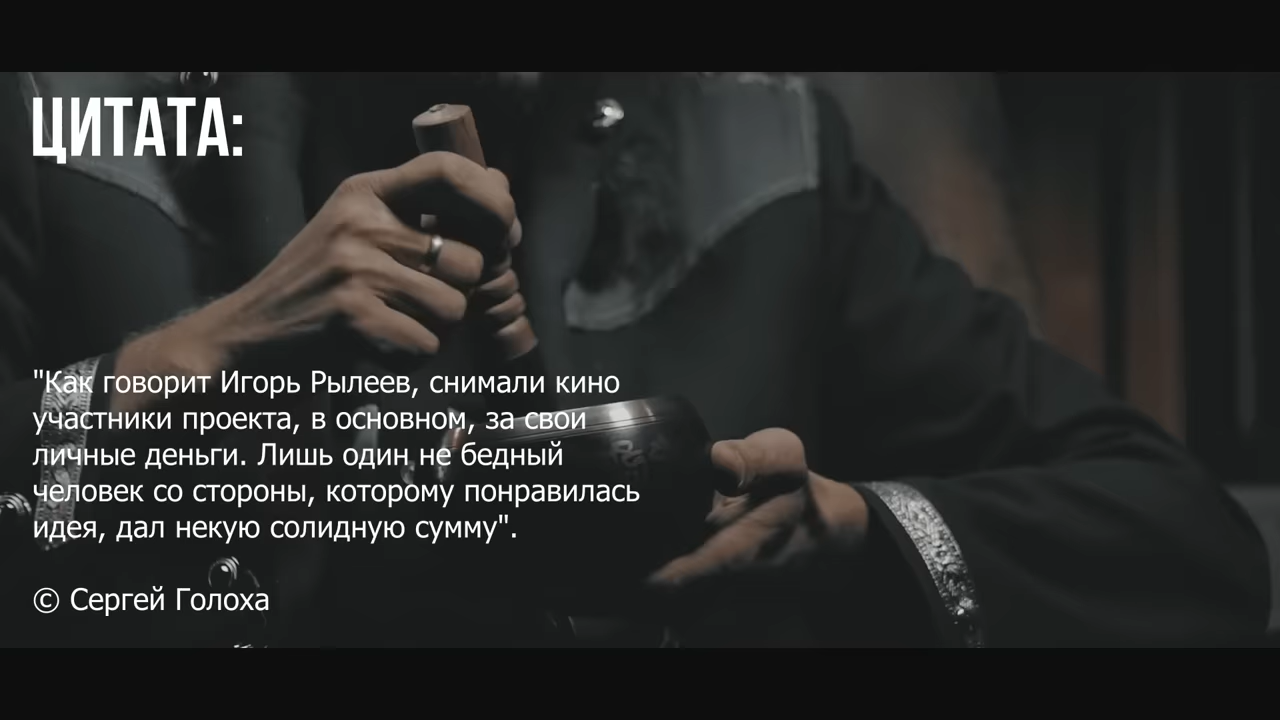 ЦИТАТА:
"Как говорит Игорь Рылеев, снимали кино
участники проекта, в основном, за свои
личные деньги. Лишь один не бедный
человек со стороны, которому понравилась
идея, дал некую солидную сумму".
© Сергей Голоха